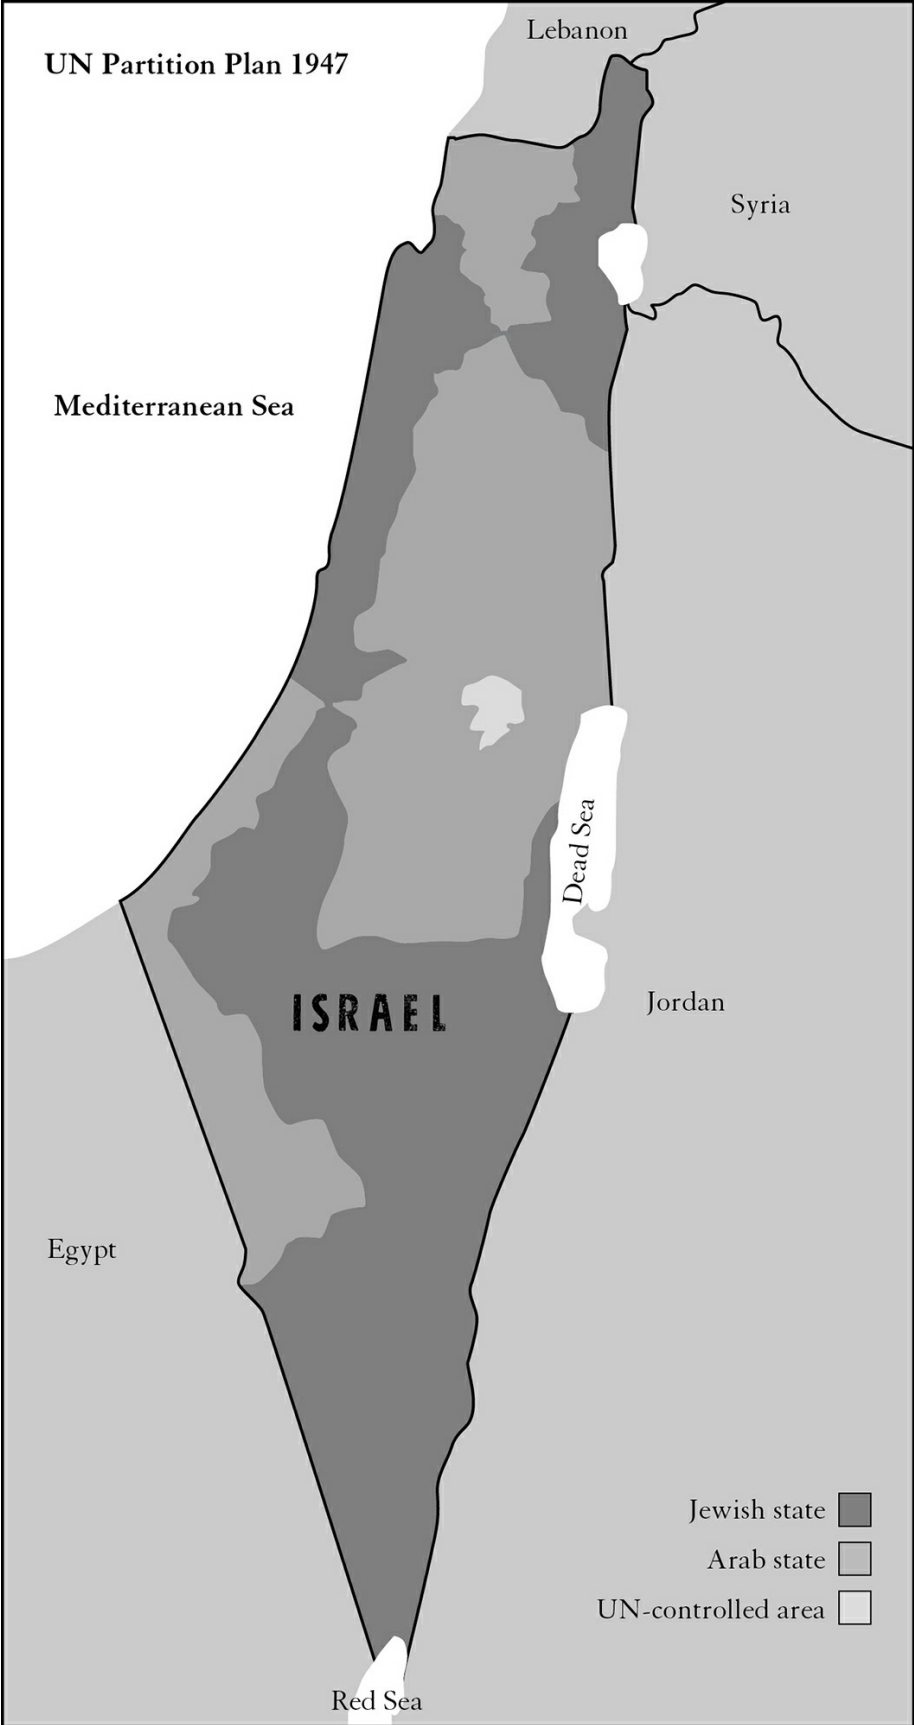 Lebanon
UN Partition Plan 1947
Syria
Mediterranean Sea
Dead Sea
ISRAEL
Jordan
Egypt
Jewish state
Arab state
UN-controlled area
Red Sea